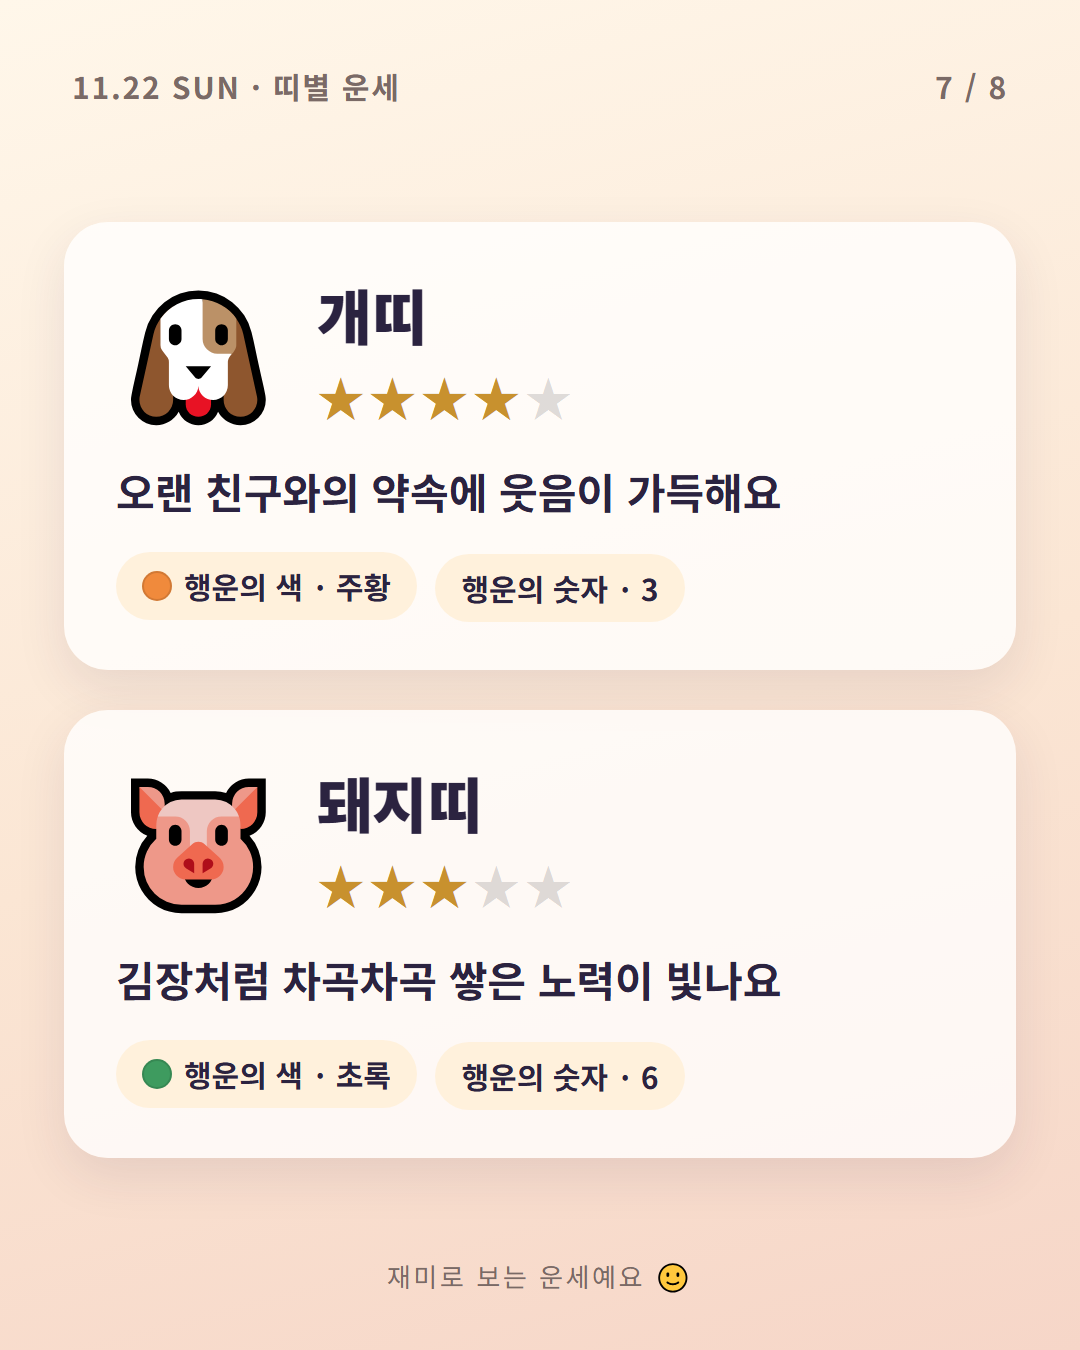 11.22 SUN · 띠별 운세
7 / 8
개띠
★★★★★
오랜 친구와의 약속에 웃음이 가득해요
행운의 색 · 주황
행운의 숫자 · 3
돼지띠
★★★★★
김장처럼 차곡차곡 쌓은 노력이 빛나요
행운의 색 · 초록
행운의 숫자 · 6
재미로 보는 운세예요 🙂